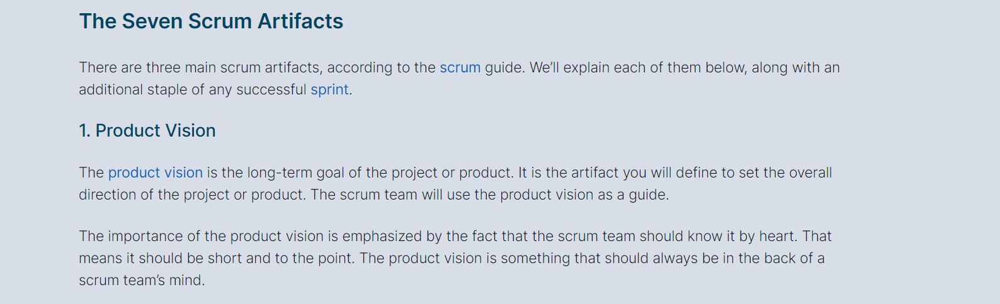 The Seven Scrum Artifacts
There are three main scrum artifacts, according to the scrum guide. We’ll explain each of them below, along with an
additional staple of any successful sprint.
1. Product Vision
The product vision is the long-term goal of the project or product. It is the artifact you will define to set the overall
direction of the project or product. The scrum team will use the product vision as a guide.
The importance of the product vision is emphasized by the fact that the scrum team should know it by heart. That
means it should be short and to the point. The product vision is something that should always be in the back of a
scrum team’s mind.